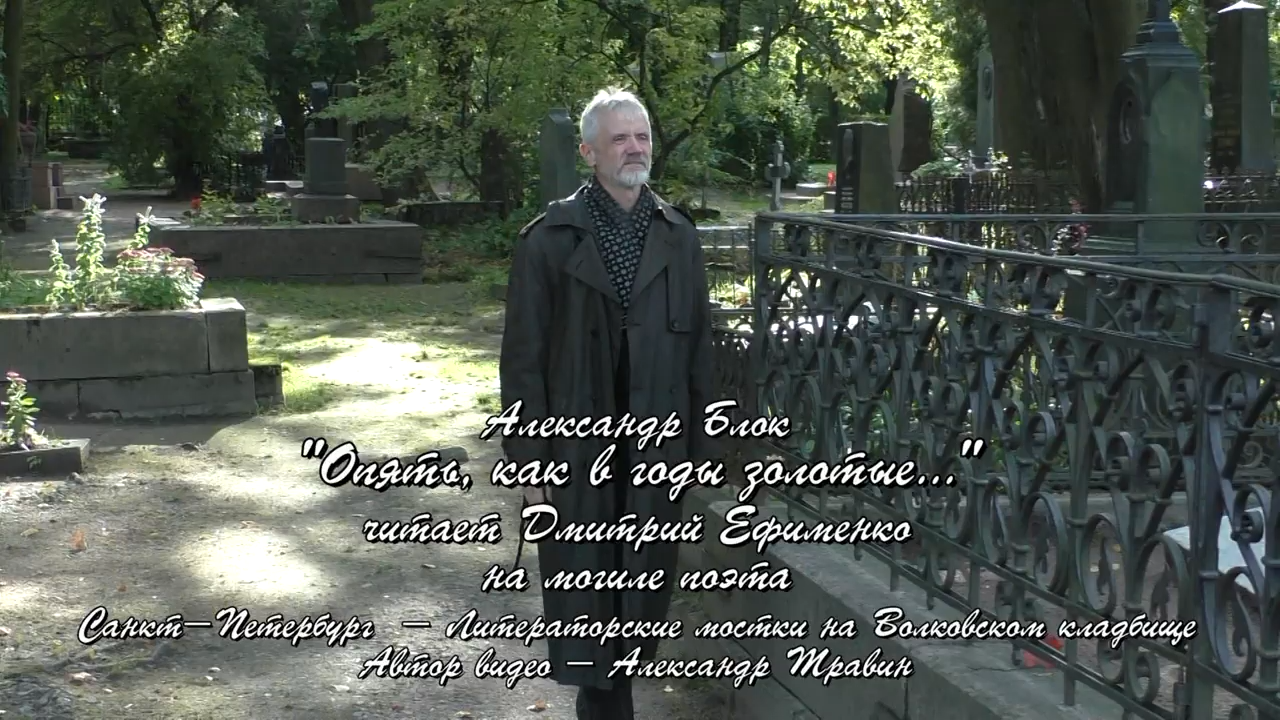 Александр Блок
"Опять, как в годы золотые..."
читает Дмитрий Ефименко
на могиле поэта
Санкт-Петербург - Литераторские мостки на Волковском кладбище
Автор видео - Александр Травин